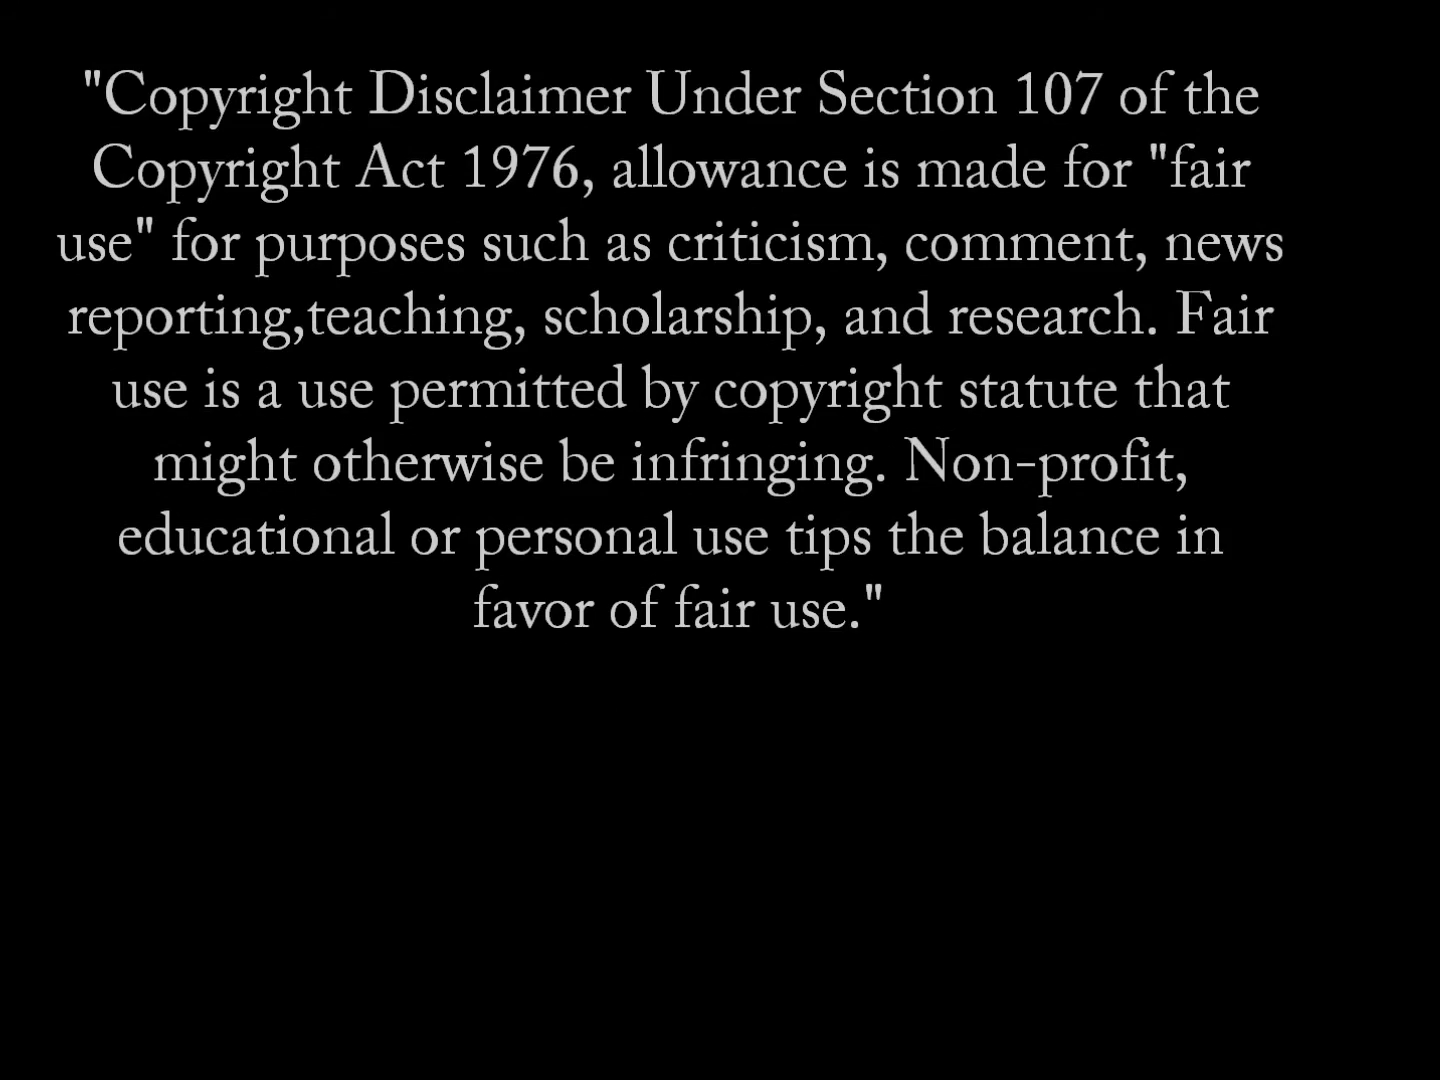 "Copyright Disclaimer Under Section 107 of the
Copyright Act 1976, allowance is made for "fair
use" for purposes such as criticism, comment, news
reporting,teaching, scholarship, and research. Fair
use is a use permitted by copyright statute that
might otherwise be infringing. Non-profit,
educational or personal use tips the balance in
favor of fair use."